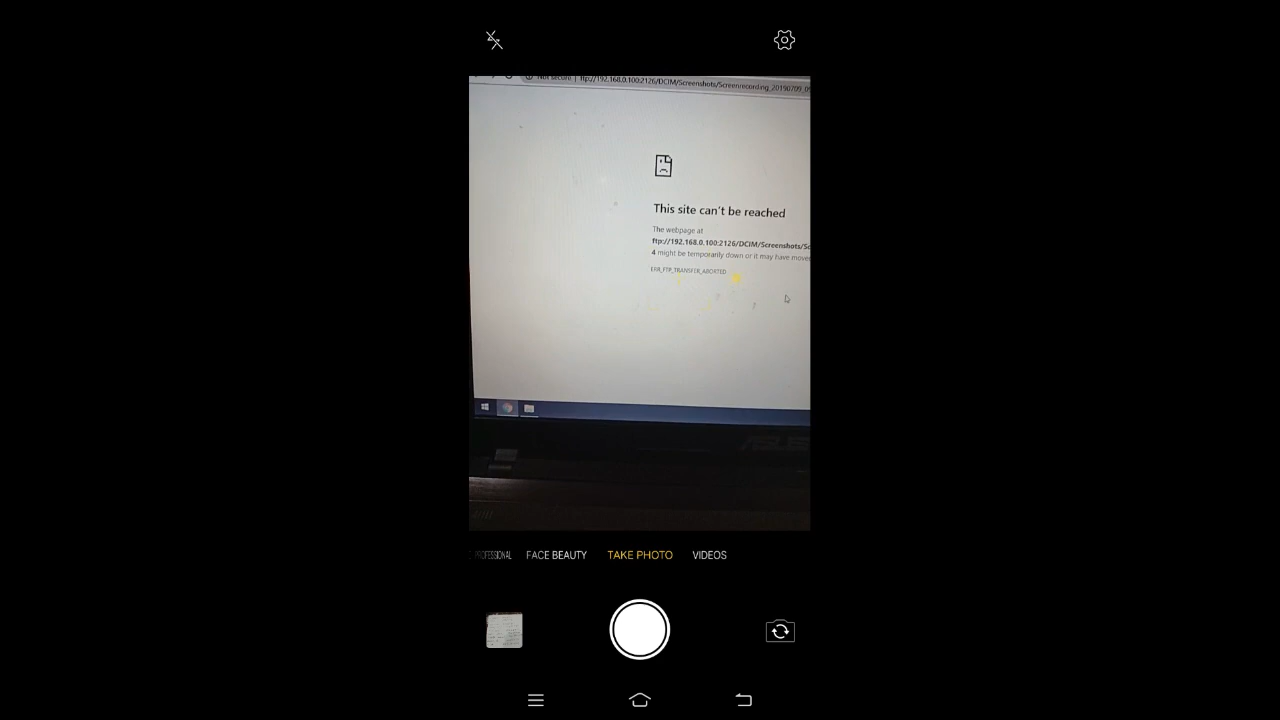 Not secure | ftp://192.168.0.100:2126/DCIM/Screenshots/Screenrecording_20190709_09
This site can't be reached
The webpage at
ftp://192.168.0.100:2126/DCIM/Screenshots/Sc
4 might be temporarily down or it may have moved
ERR_FTP_TRANSFER_ABORTED
ASUS
PROFESSIONAL FACE BEAUTY TAKE PHOTO VIDEOS